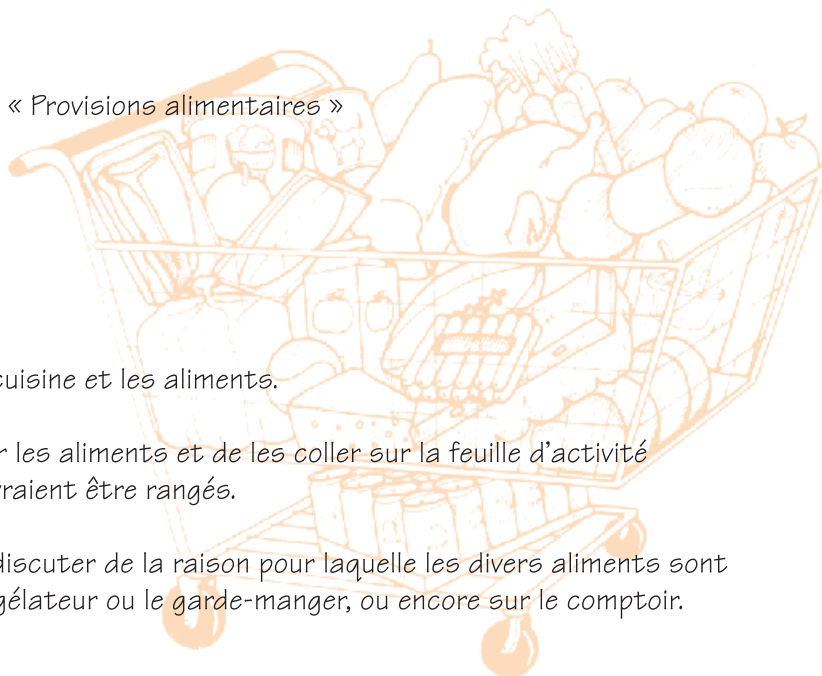 « Provisions alimentaires »
cuisine et les aliments.
r les aliments et de les coller sur la feuille d'activité
vraient être rangés.
discuter de la raison pour laquelle les divers aliments sont
gélateur ou le garde-manger, ou encore sur le comptoir.